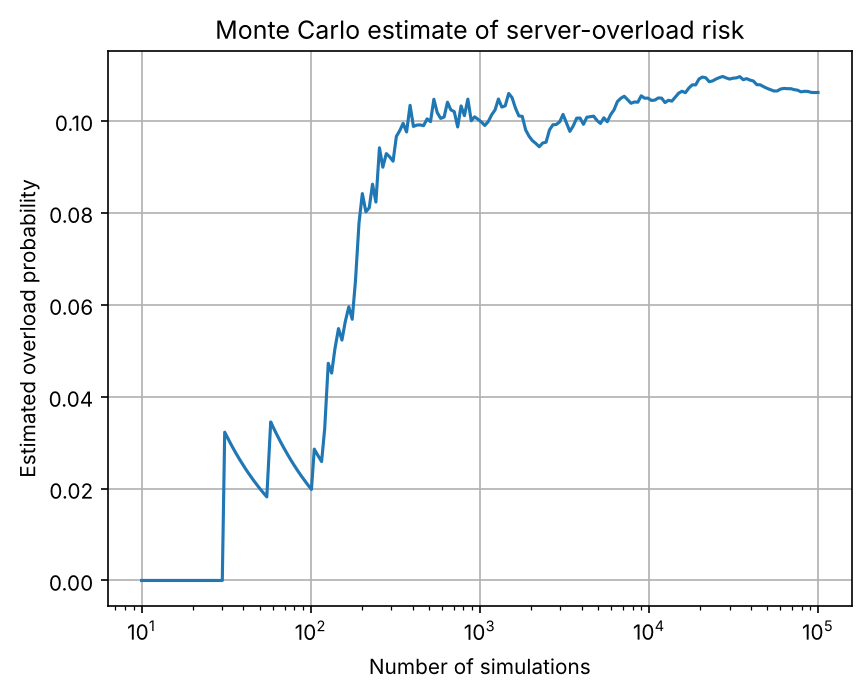 Monte Carlo estimate of server-overload risk
Estimated overload probability
0.10
0.08
0.06
0.04
0.02
0.00
10¹ 10² 10³ 10⁴ 10⁵
Number of simulations